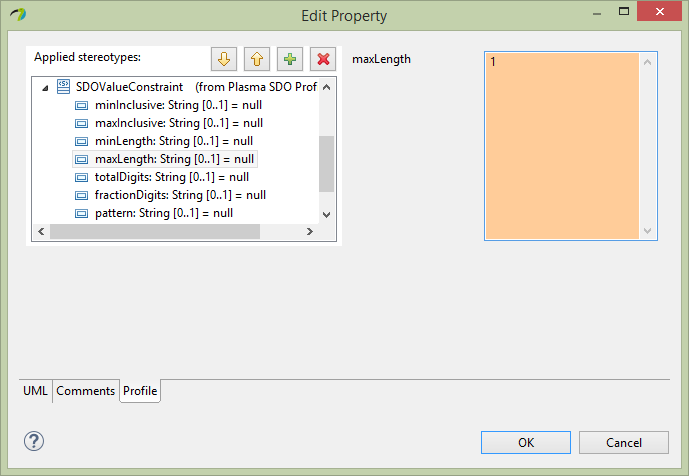 Edit Property
Applied stereotypes:
maxLength
1
SDOValueConstraint (from Plasma SDO Prof
minInclusive: String [0..1] = null
maxInclusive: String [0..1] = null
minLength: String [0..1] = null
maxLength: String [0..1] = null
totalDigits: String [0..1] = null
fractionDigits: String [0..1] = null
pattern: String [0..1] = null
UML Comments Profile
OK Cancel